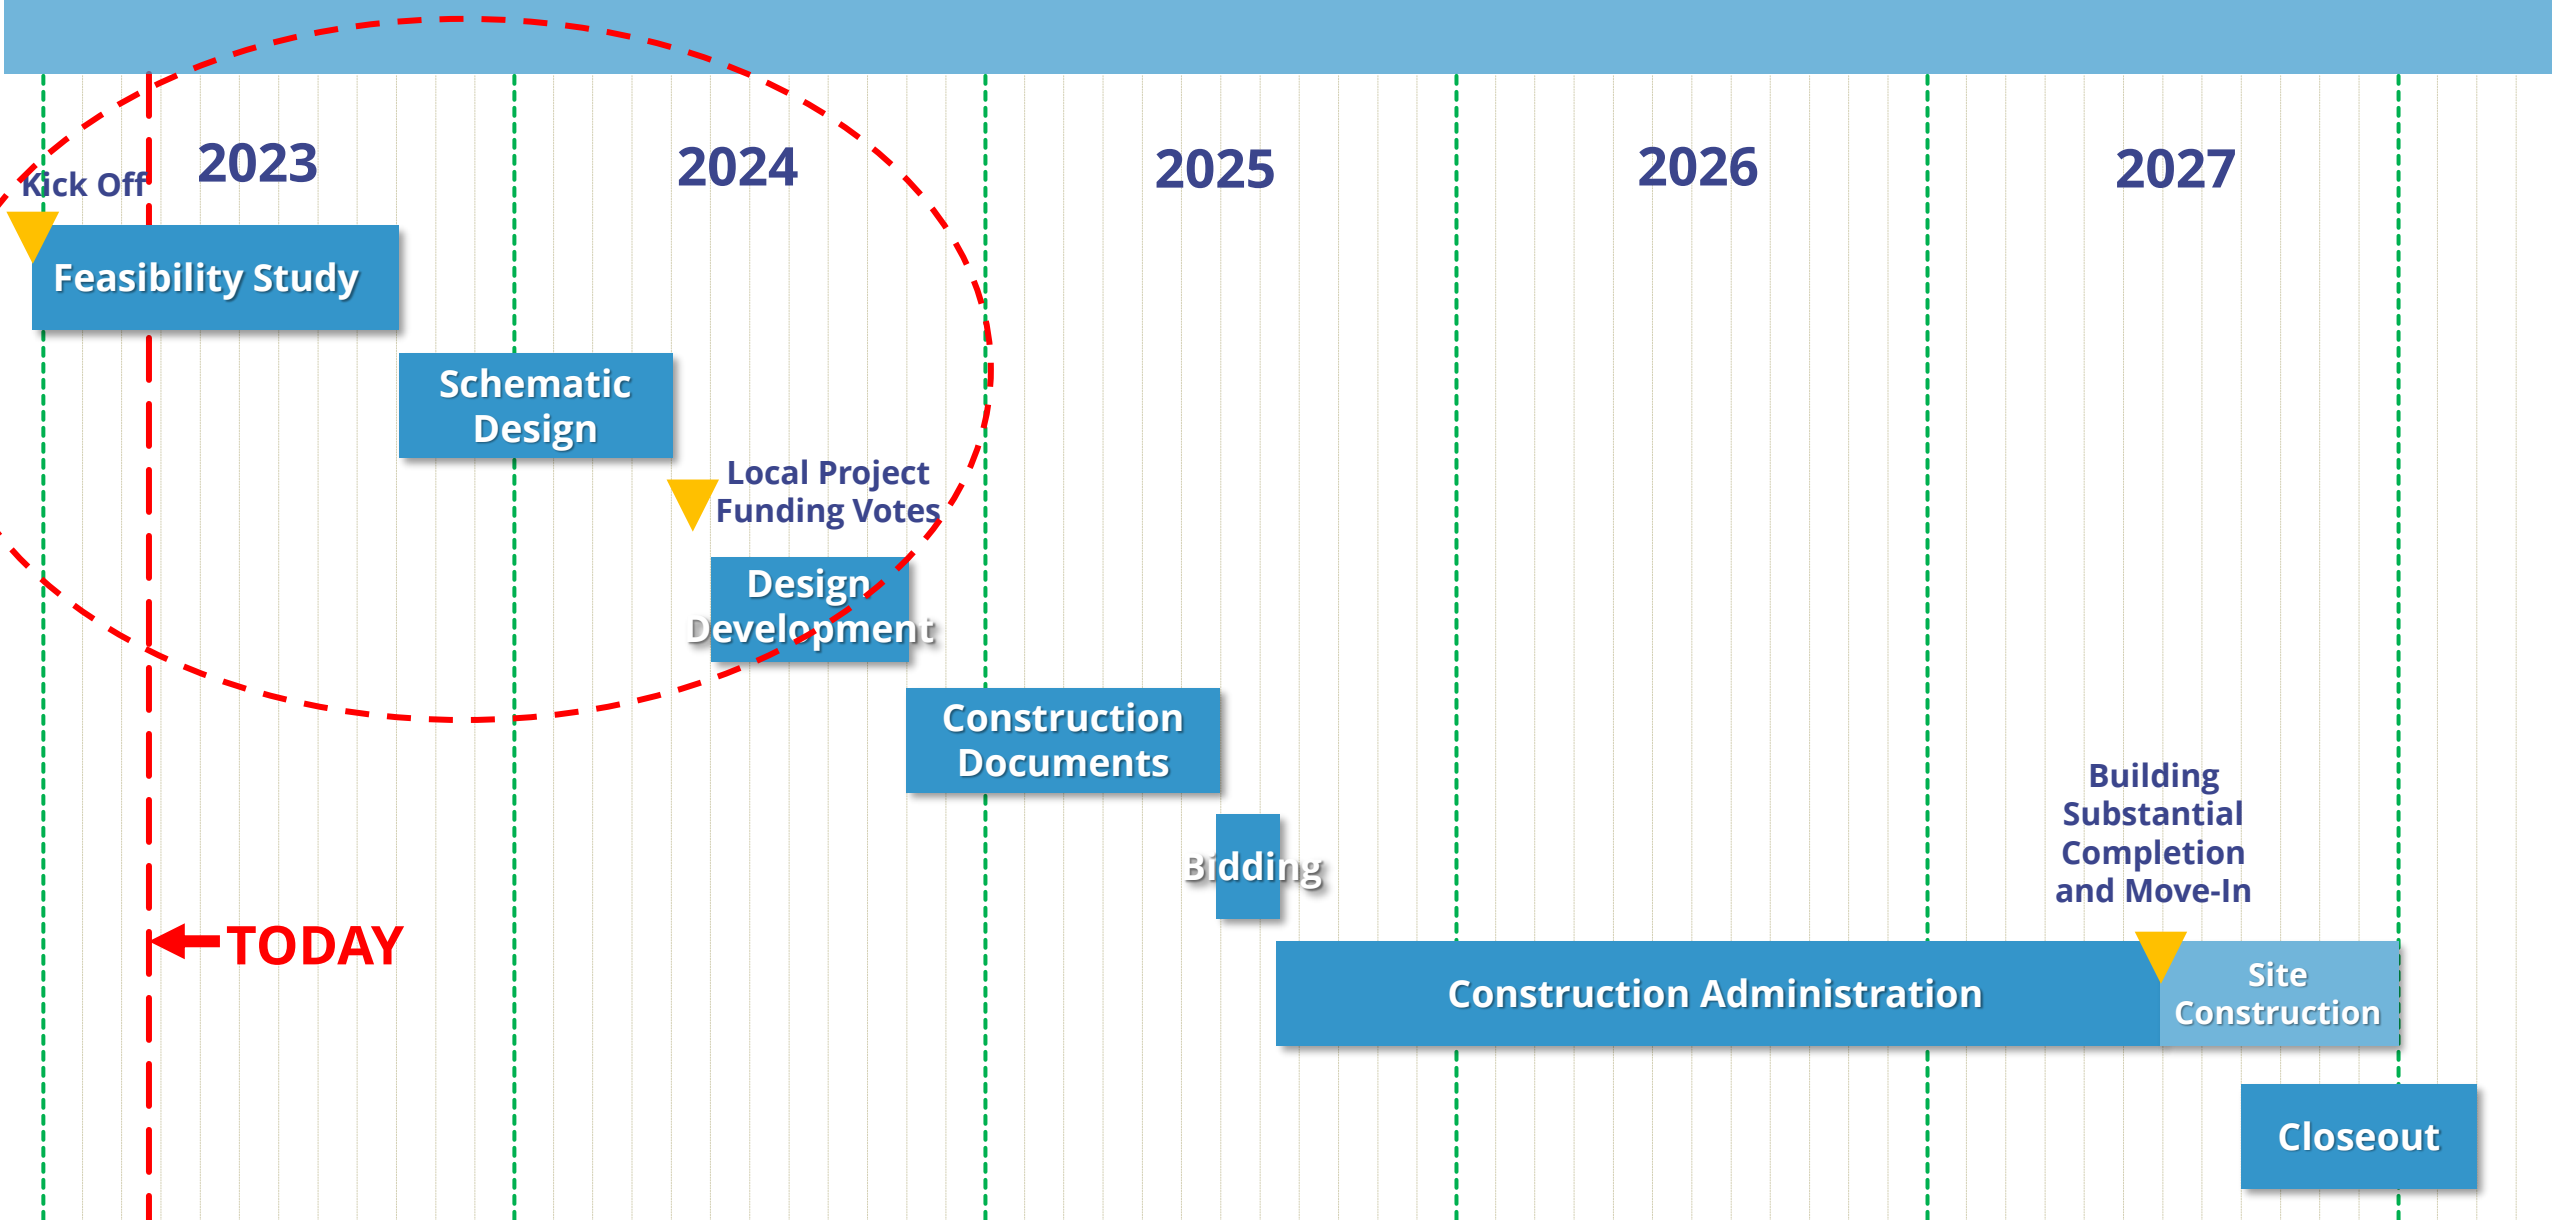 2023
2024
2025
2026
2027
Kick Off
Feasibility Study
Schematic
Design
Local Project
Funding Votes
Design
Development
Construction
Documents
Bidding
Building
Substantial
Completion
and Move-In
TODAY
Construction Administration
Site
Construction
Closeout